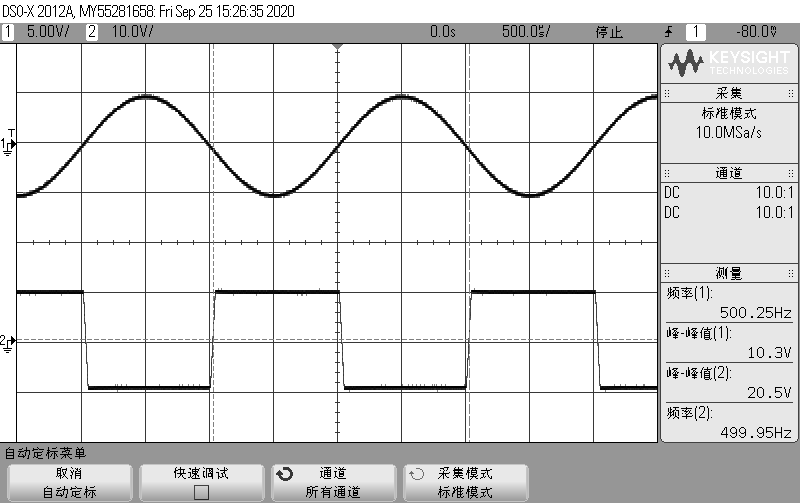 DSO-X 2012A, MY55281658: Fri Sep 25 15:26:35 2020
1 5.00V/ 2 10.0V/ 0.0s 500.0㎲/ 停止 1 -80.0㎷
KEYSIGHT
TECHNOLOGIES
采集
标准模式
10.0MSa/s
通道
DC 10.0:1
DC 10.0:1
测量
频率(1):
500.25Hz
峰-峰值(1):
10.3V
峰-峰值(2):
20.5V
频率(2):
499.95Hz
T
1
2
自动定标菜单
取消 快速调试 通道 采集模式
自动定标 所有通道 标准模式